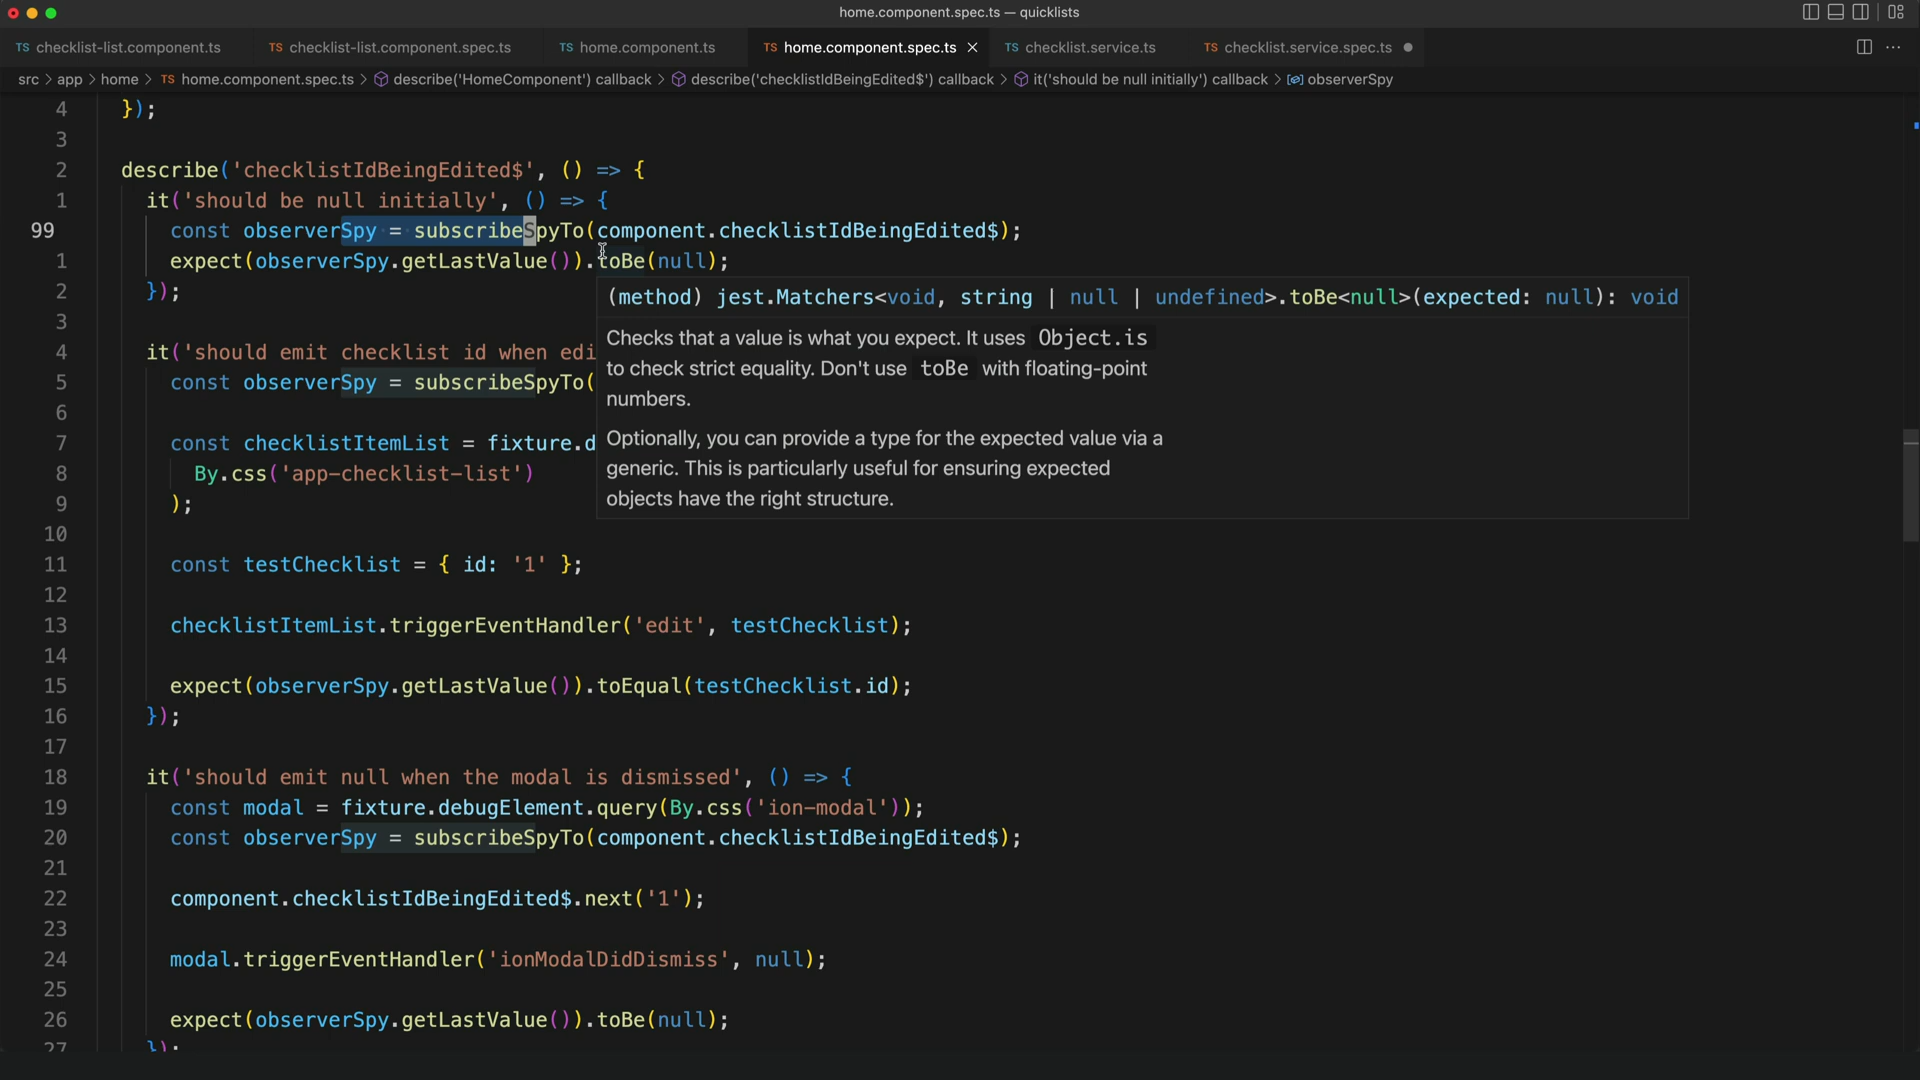 home.component.spec.ts — quicklists
TS checklist-list.component.ts TS checklist-list.component.spec.ts TS home.component.ts TS home.component.spec.ts TS checklist.service.ts TS checklist.service.spec.ts
src > app > home > TS home.component.spec.ts > describe('HomeComponent') callback > describe('checklistIdBeingEdited$') callback > it('should be null initially') callback > observerSpy
4 });
3
2 describe('checklistIdBeingEdited$', () => {
1 it('should be null initially', () => {
99 const observerSpy = subscribeSpyTo(component.checklistIdBeingEdited$);
1 expect(observerSpy.getLastValue()).toBe(null);
2 });
(method) jest.Matchers<void, string | null | undefined>.toBe<null>(expected: null): void
Checks that a value is what you expect. It uses Object.is
to check strict equality. Don't use toBe with floating-point
numbers.
Optionally, you can provide a type for the expected value via a
generic. This is particularly useful for ensuring expected
objects have the right structure.
3
4 it('should emit checklist id when edi
5 const observerSpy = subscribeSpyTo(
6
7 const checklistItemList = fixture.d
8 By.css('app-checklist-list')
9 );
10
11 const testChecklist = { id: '1' };
12
13 checklistItemList.triggerEventHandler('edit', testChecklist);
14
15 expect(observerSpy.getLastValue()).toEqual(testChecklist.id);
16 });
17
18 it('should emit null when the modal is dismissed', () => {
19 const modal = fixture.debugElement.query(By.css('ion-modal'));
20 const observerSpy = subscribeSpyTo(component.checklistIdBeingEdited$);
21
22 component.checklistIdBeingEdited$.next('1');
23
24 modal.triggerEventHandler('ionModalDidDismiss', null);
25
26 expect(observerSpy.getLastValue()).toBe(null);
27 });